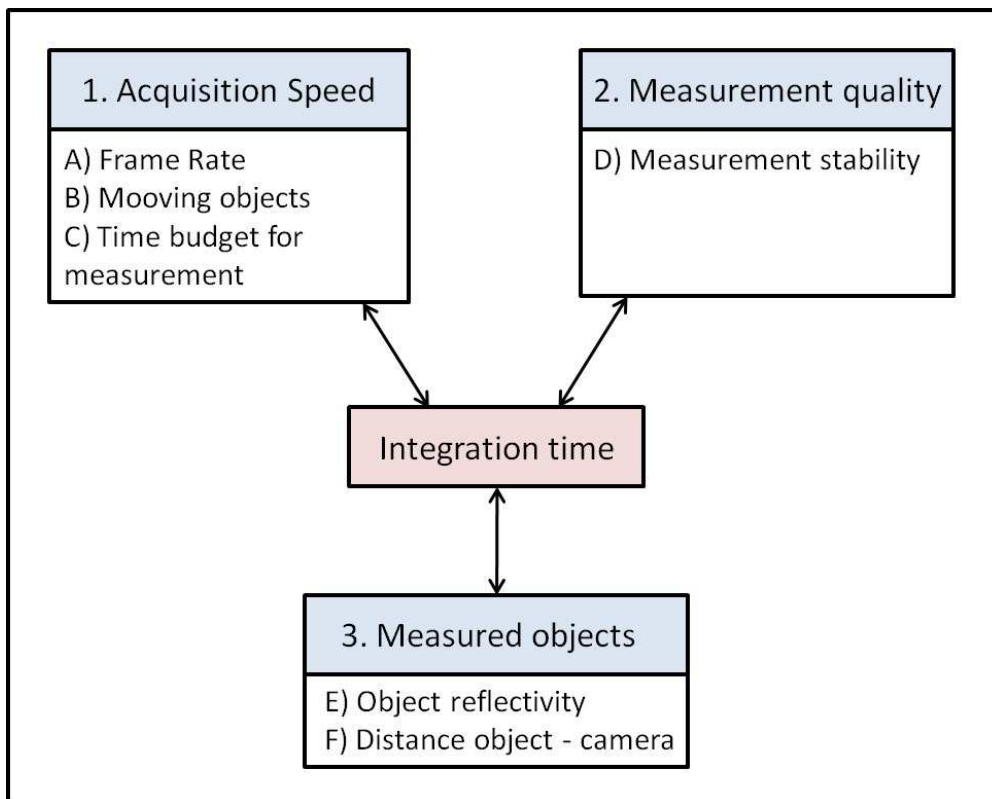 1. Acquisition Speed
A) Frame Rate
B) Mooving objects
C) Time budget for
measurement
2. Measurement quality
D) Measurement stability
Integration time
3. Measured objects
E) Object reflectivity
F) Distance object - camera